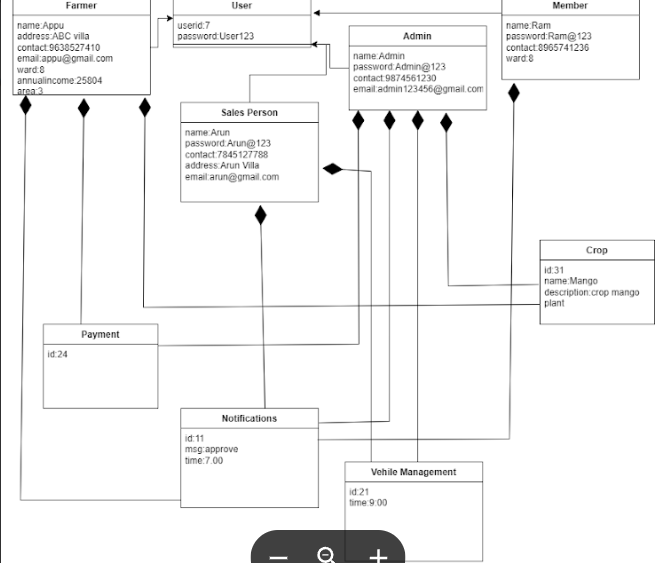 Farmer
name:Appu
address:ABC villa
contact:9638527410
email:appu@gmail.com
ward:8
annualincome:25804
area:3
User
userid:7
password:User123
Member
name:Ram
password:Ram@123
contact:8965741236
ward:8
Admin
name:Admin
password:Admin@123
contact:9874561230
email:admin123456@gmail.com
Sales Person
name:Arun
password:Arun@123
contact:7845127788
address:Arun Villa
email:arun@gmail.com
Crop
id:31
name:Mango
description:crop mango
plant
Payment
id:24
Notifications
id:11
msg:approve
time:7.00
Vehile Management
id:21
time:9:00